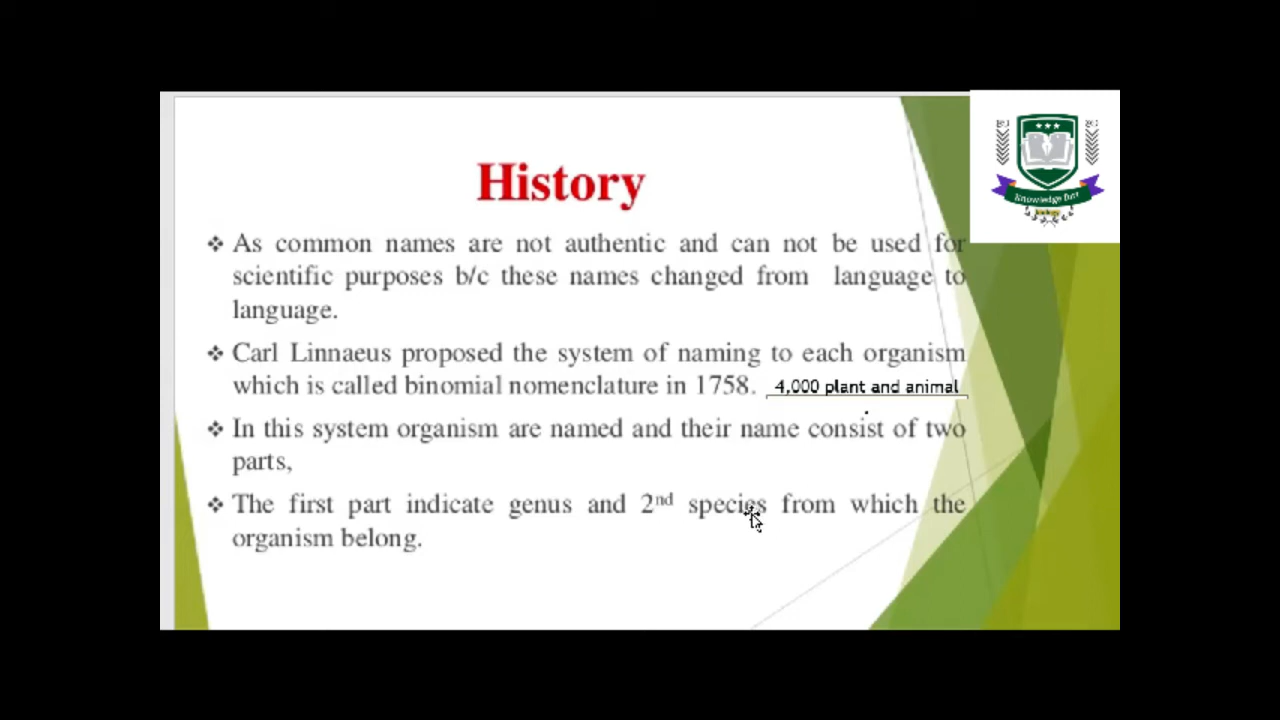 History
❖ As common names are not authentic and can not be used for
scientific purposes b/c these names changed from language to
language.
❖ Carl Linnaeus proposed the system of naming to each organism
which is called binomial nomenclature in 1758. 4,000 plant and animal
.
❖ In this system organism are named and their name consist of two
parts,
❖ The first part indicate genus and 2nd species from which the
organism belong.
Knowledge